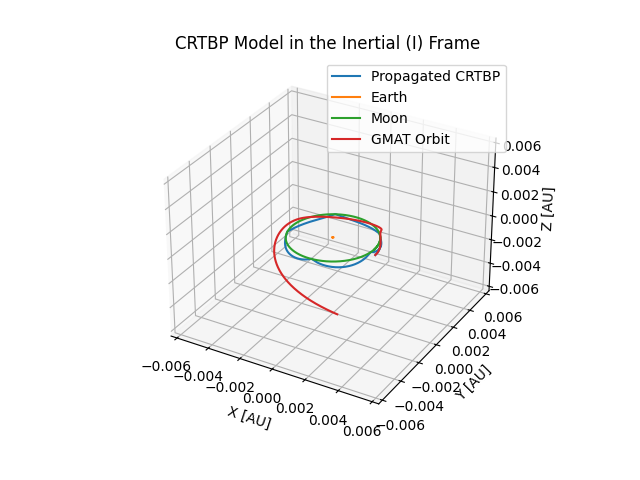 CRTBP Model in the Inertial (I) Frame
Propagated CRTBP
Earth
Moon
GMAT Orbit
−0.006
−0.004
−0.002
0.000
0.002
0.004
0.006
X [AU]
−0.006
−0.004
−0.002
0.000
0.002
0.004
0.006
Y [AU]
−0.006
−0.004
−0.002
0.000
0.002
0.004
0.006
Z [AU]